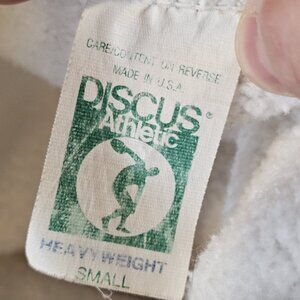 CARE/CONTENT ON REVERSE
MADE IN U.S.A.
DISCUS®
Athletic
HEAVYWEIGHT
SMALL